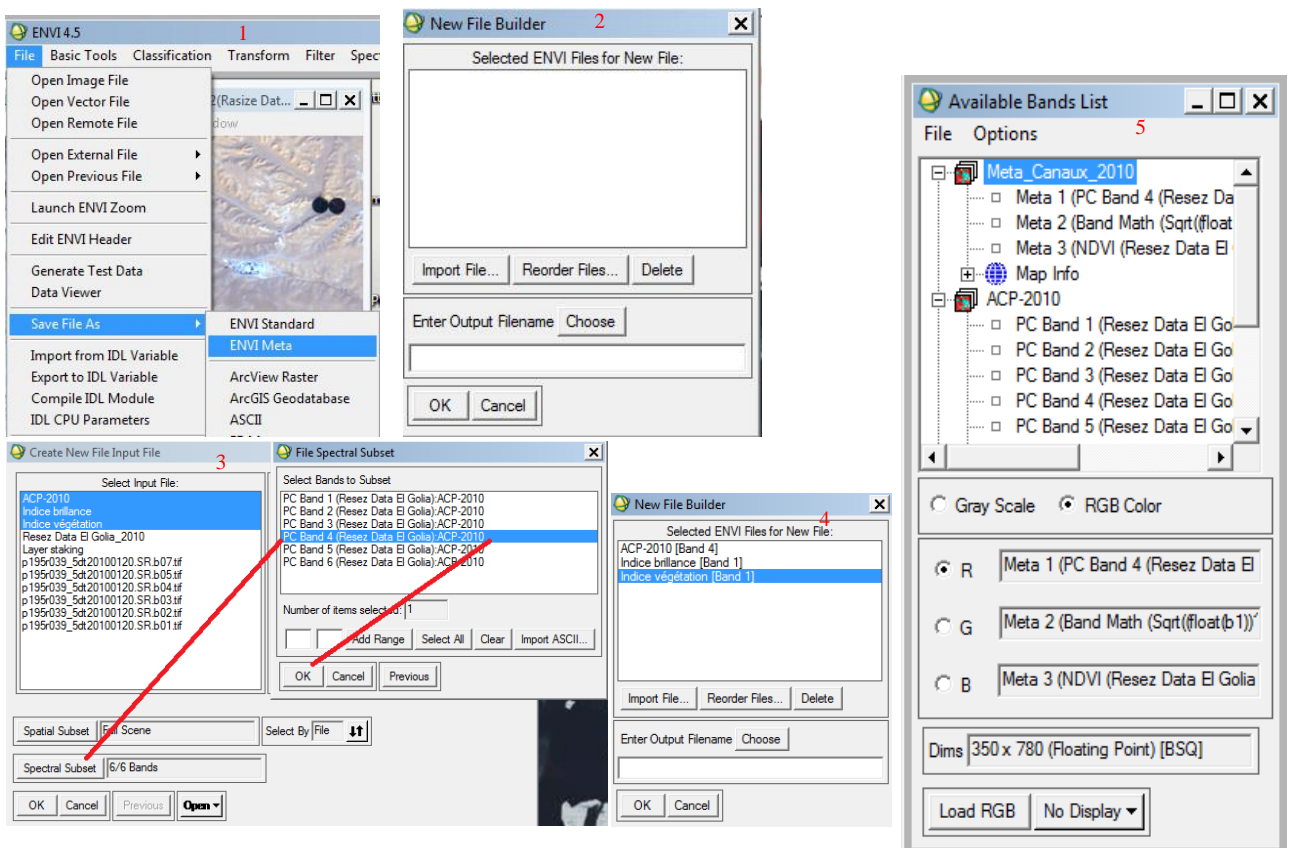 ENVI 4.5
1
File Basic Tools Classification Transform Filter Spec
Open Image File
Open Vector File
Open Remote File
Open External File
Open Previous File
Launch ENVI Zoom
Edit ENVI Header
Generate Test Data
Data Viewer
Save File As
Import from IDL Variable
Export to IDL Variable
Compile IDL Module
IDL CPU Parameters
2(Rasize Dat...
dow
ENVI Standard
ENVI Meta
ArcView Raster
ArcGIS Geodatabase
ASCII
New File Builder
2
Selected ENVI Files for New File:
Import File... Reorder Files... Delete
Enter Output Filename Choose
OK Cancel
Create New File Input File
3
Select Input File:
ACP-2010
Indice brillance
Indice végétation
Resez Data El Golia_2010
Layer staking
p195r039_5dt20100120.SR.b07.tif
p195r039_5dt20100120.SR.b05.tif
p195r039_5dt20100120.SR.b04.tif
p195r039_5dt20100120.SR.b03.tif
p195r039_5dt20100120.SR.b02.tif
p195r039_5dt20100120.SR.b01.tif
Spatial Subset Full Scene
Select By File
Spectral Subset 6/6 Bands
OK Cancel Previous Open
File Spectral Subset
Select Bands to Subset
PC Band 1 (Resez Data El Golia):ACP-2010
PC Band 2 (Resez Data El Golia):ACP-2010
PC Band 3 (Resez Data El Golia):ACP-2010
PC Band 4 (Resez Data El Golia):ACP-2010
PC Band 5 (Resez Data El Golia):ACP-2010
PC Band 6 (Resez Data El Golia):ACP-2010
Number of items selected: 1
Add Range Select All Clear Import ASCII...
OK Cancel Previous
New File Builder
4
Selected ENVI Files for New File:
ACP-2010 [Band 4]
Indice brillance [Band 1]
Indice végétation [Band 1]
Import File... Reorder Files... Delete
Enter Output Filename Choose
OK Cancel
Available Bands List
File Options
5
Meta_Canaux_2010
Meta 1 (PC Band 4 (Resez Da
Meta 2 (Band Math (Sqrt((float
Meta 3 (NDVI (Resez Data El
Map Info
ACP-2010
PC Band 1 (Resez Data El Gol
PC Band 2 (Resez Data El Gol
PC Band 3 (Resez Data El Gol
PC Band 4 (Resez Data El Gol
PC Band 5 (Resez Data El Gol
Gray Scale RGB Color
R Meta 1 (PC Band 4 (Resez Data El
G Meta 2 (Band Math (Sqrt((float(b1))
B Meta 3 (NDVI (Resez Data El Golia
Dims 350 x 780 (Floating Point) [BSQ]
Load RGB No Display